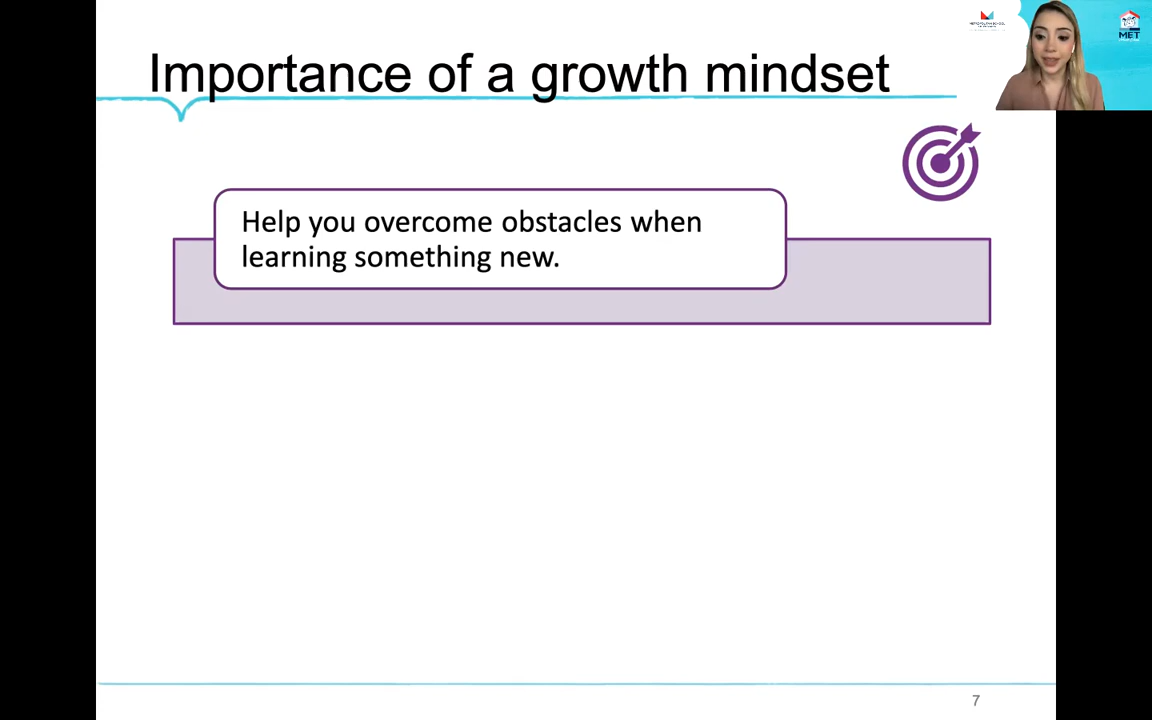 Importance of a growth mindset
MET
Help you overcome obstacles when
learning something new.
7